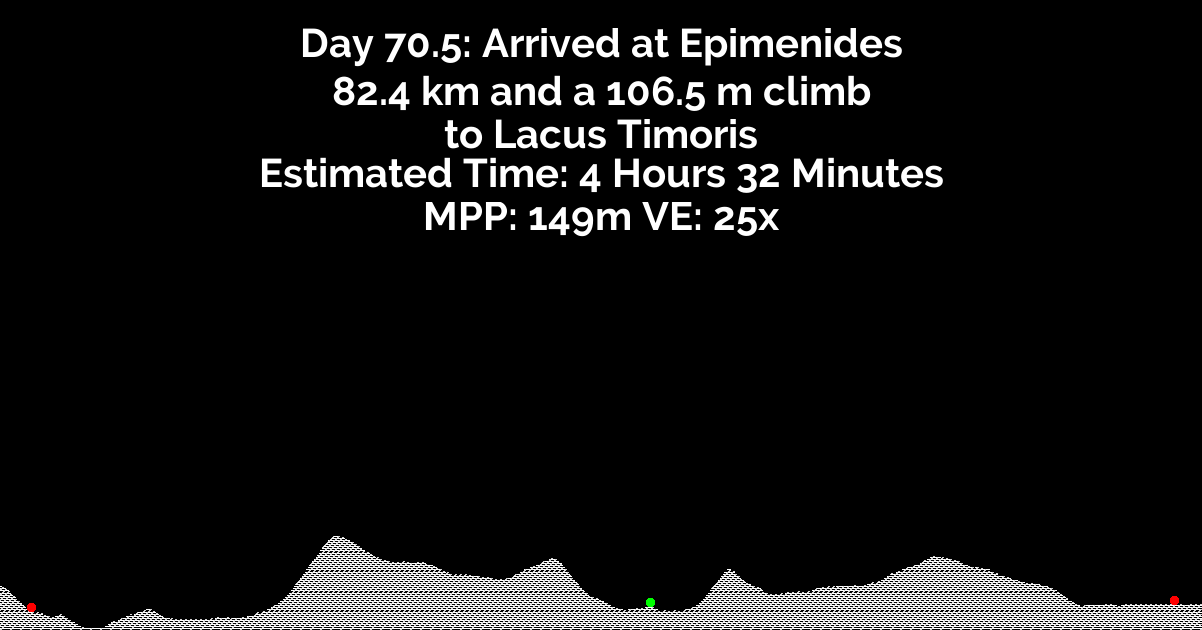 Day 70.5: Arrived at Epimenides
82.4 km and a 106.5 m climb
to Lacus Timoris
Estimated Time: 4 Hours 32 Minutes
MPP: 149m VE: 25x